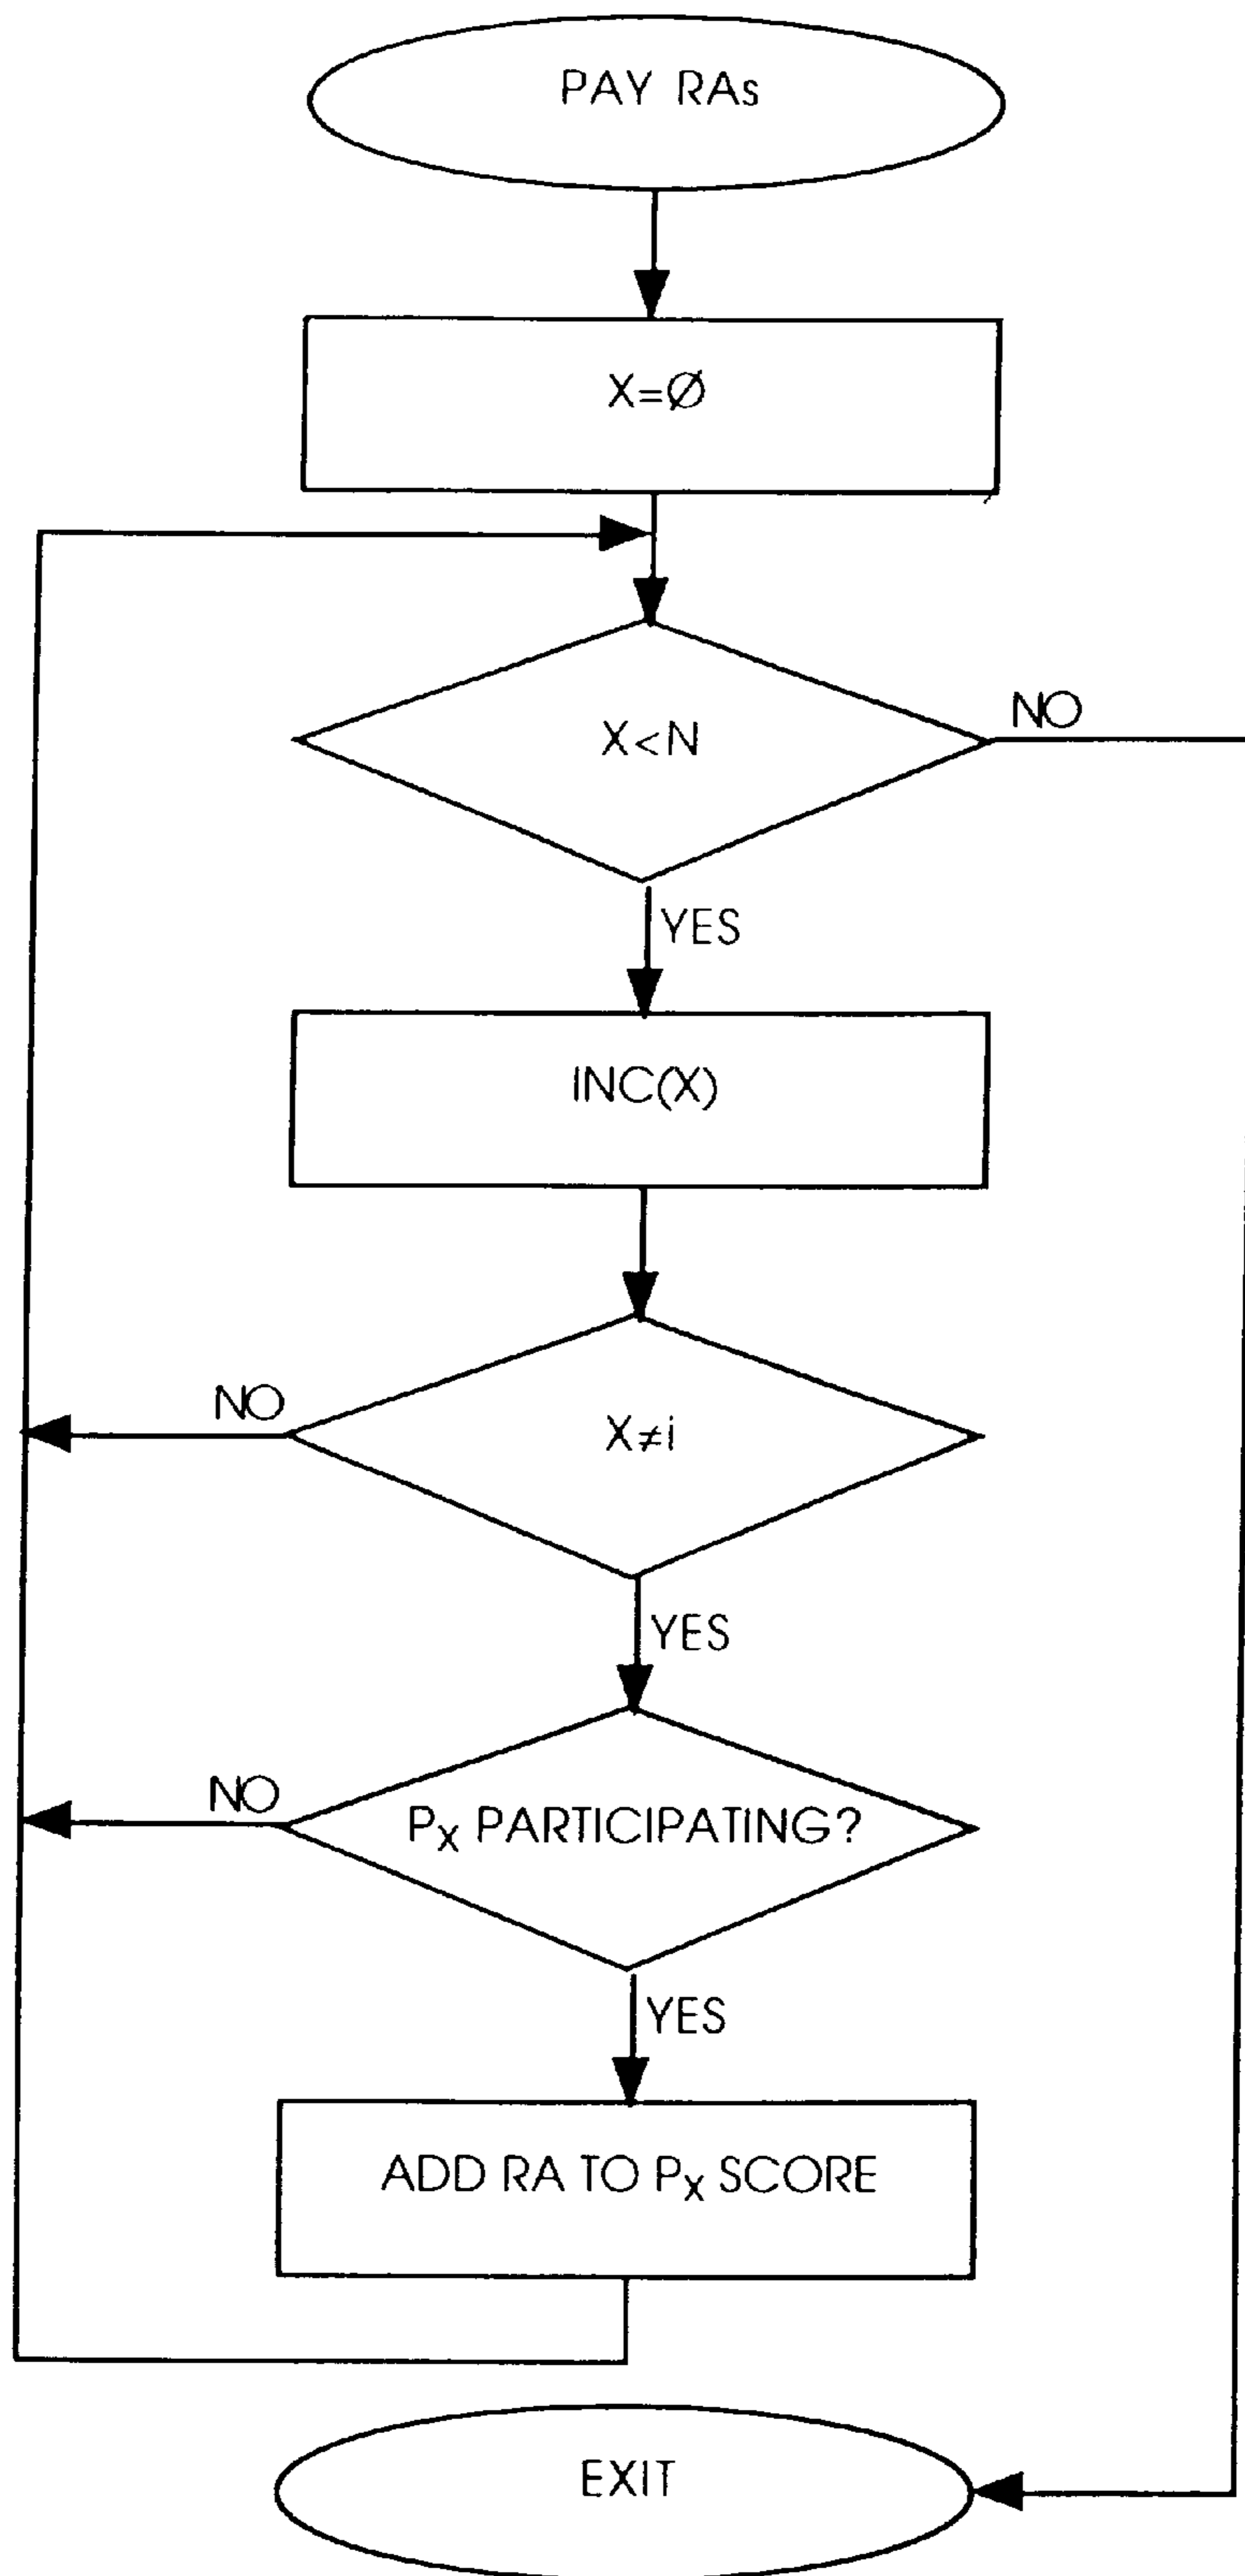 PAY RAs
X=Ø
X<N
NO
YES
INC(X)
X≠i
NO
YES
PX PARTICIPATING?
NO
YES
ADD RA TO PX SCORE
EXIT